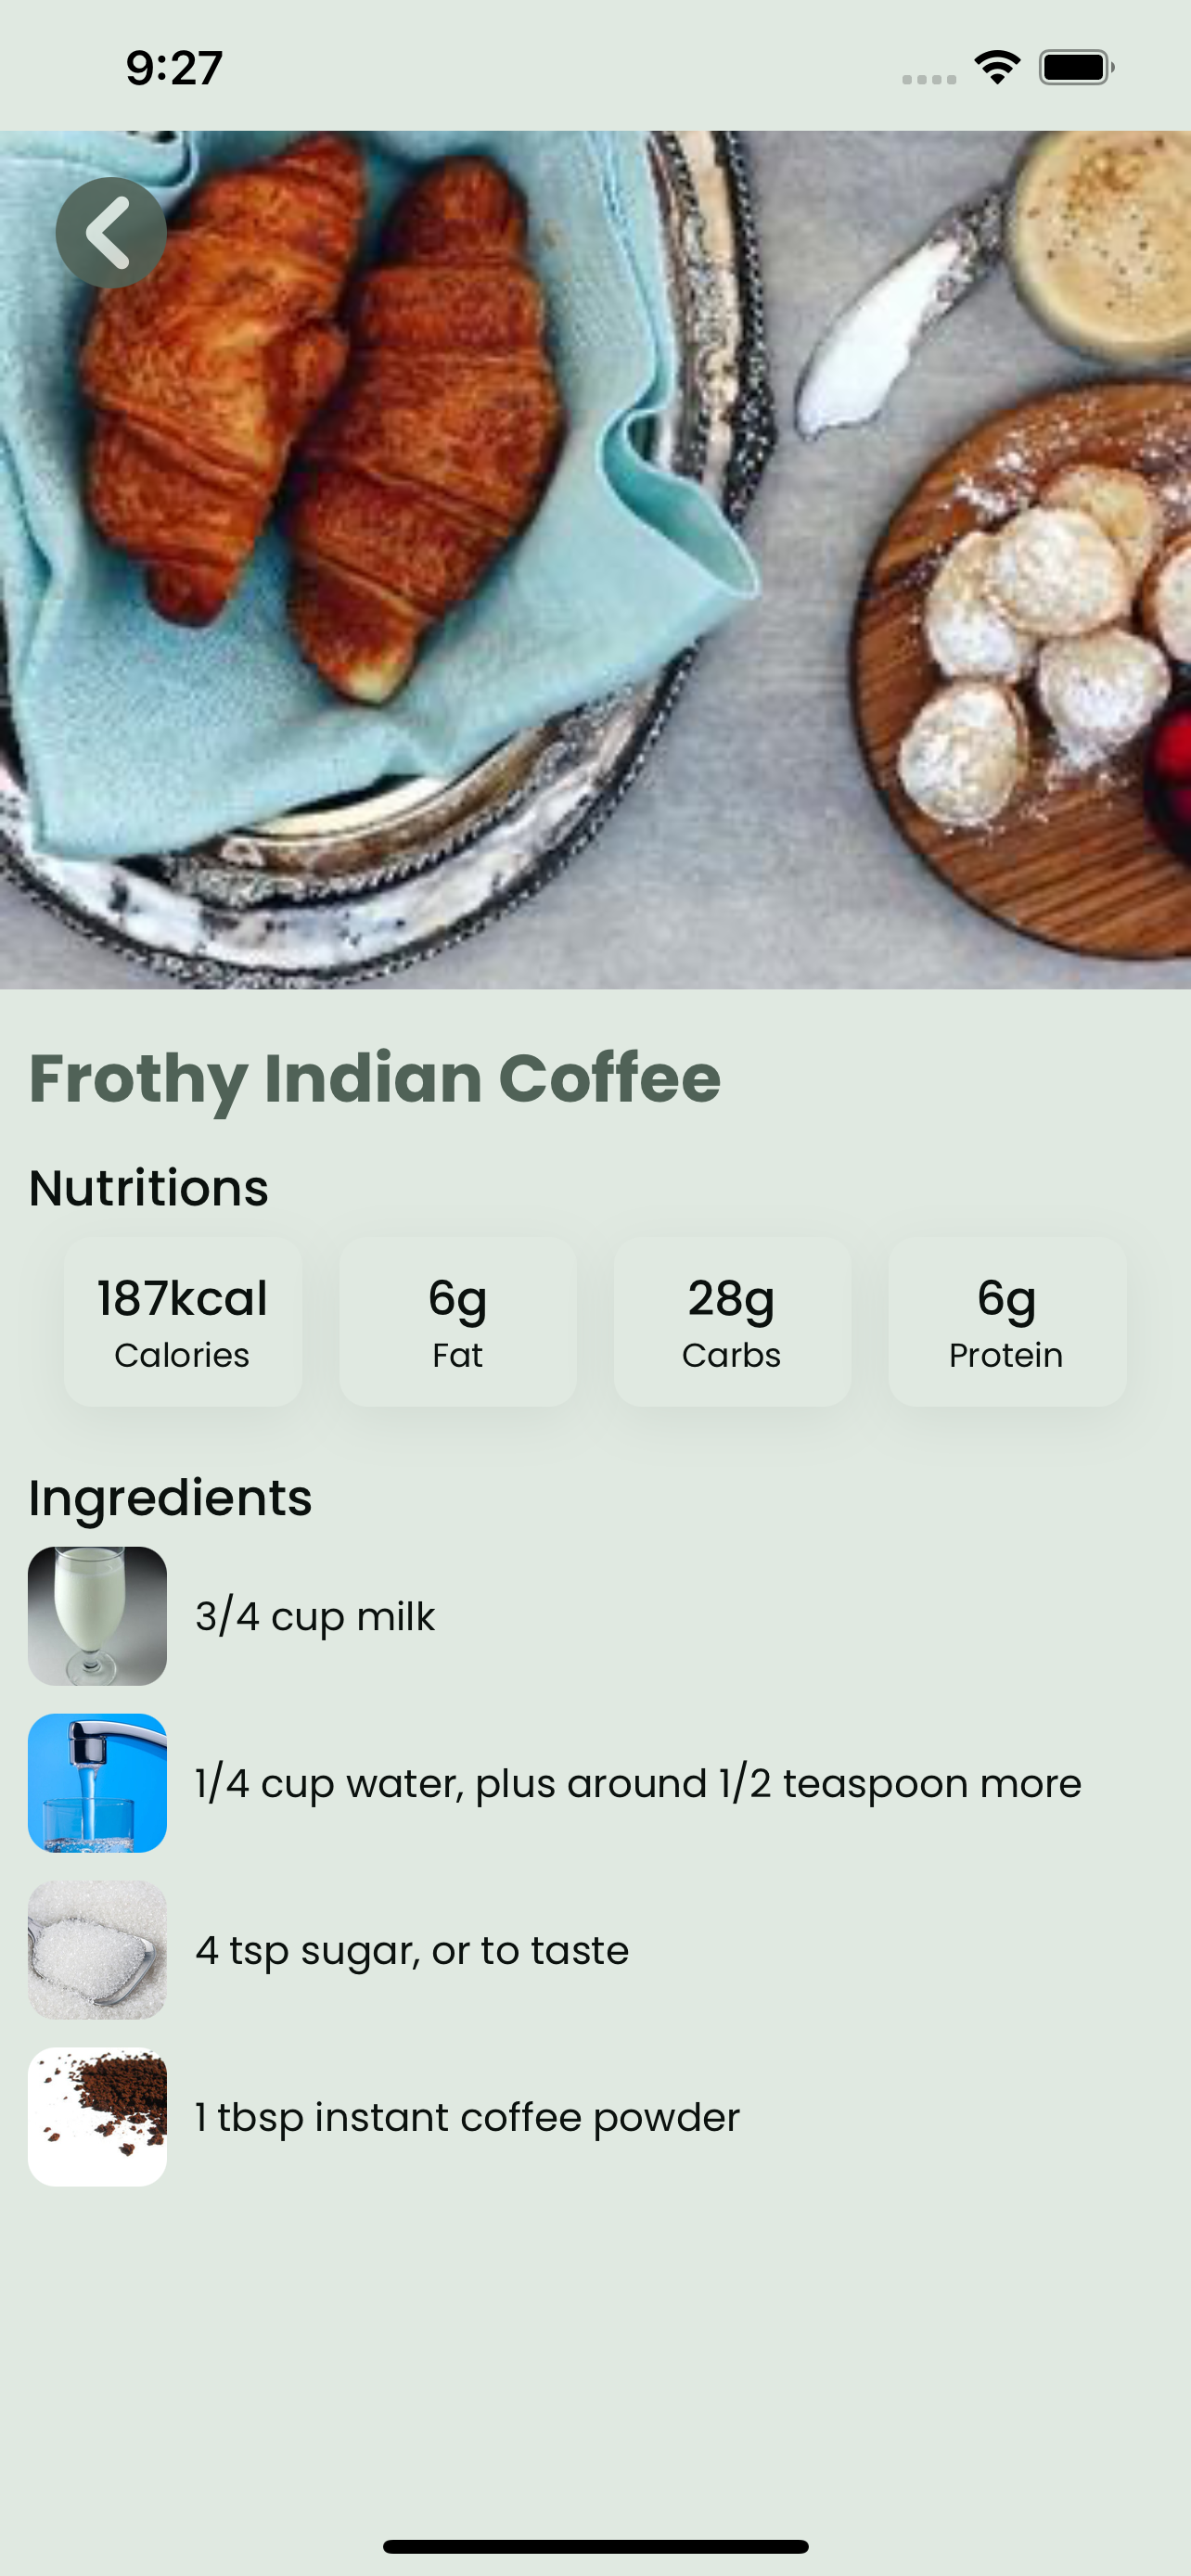 9:27
Frothy Indian Coffee
Nutritions
187kcal
Calories
6g
Fat
28g
Carbs
6g
Protein
Ingredients
3/4 cup milk
1/4 cup water, plus around 1/2 teaspoon more
4 tsp sugar, or to taste
1 tbsp instant coffee powder